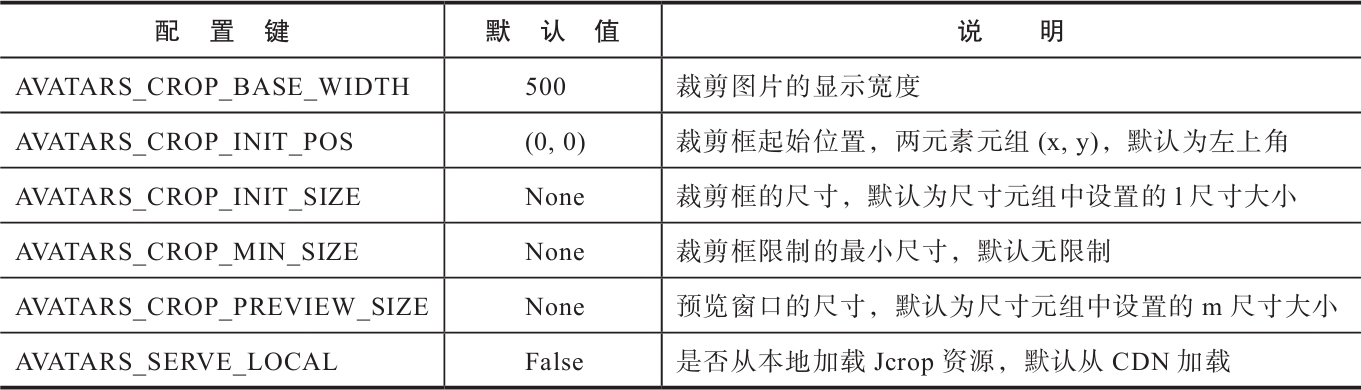 配 置 键 默 认 值 说 明
AVATARS_CROP_BASE_WIDTH 500 裁剪图片的显示宽度
AVATARS_CROP_INIT_POS (0, 0) 裁剪框起始位置，两元素元组 (x, y)，默认为左上角
AVATARS_CROP_INIT_SIZE None 裁剪框的尺寸，默认为尺寸元组中设置的 l 尺寸大小
AVATARS_CROP_MIN_SIZE None 裁剪框限制的最小尺寸，默认无限制
AVATARS_CROP_PREVIEW_SIZE None 预览窗口的尺寸，默认为尺寸元组中设置的 m 尺寸大小
AVATARS_SERVE_LOCAL False 是否从本地加载 Jcrop 资源，默认从 CDN 加载